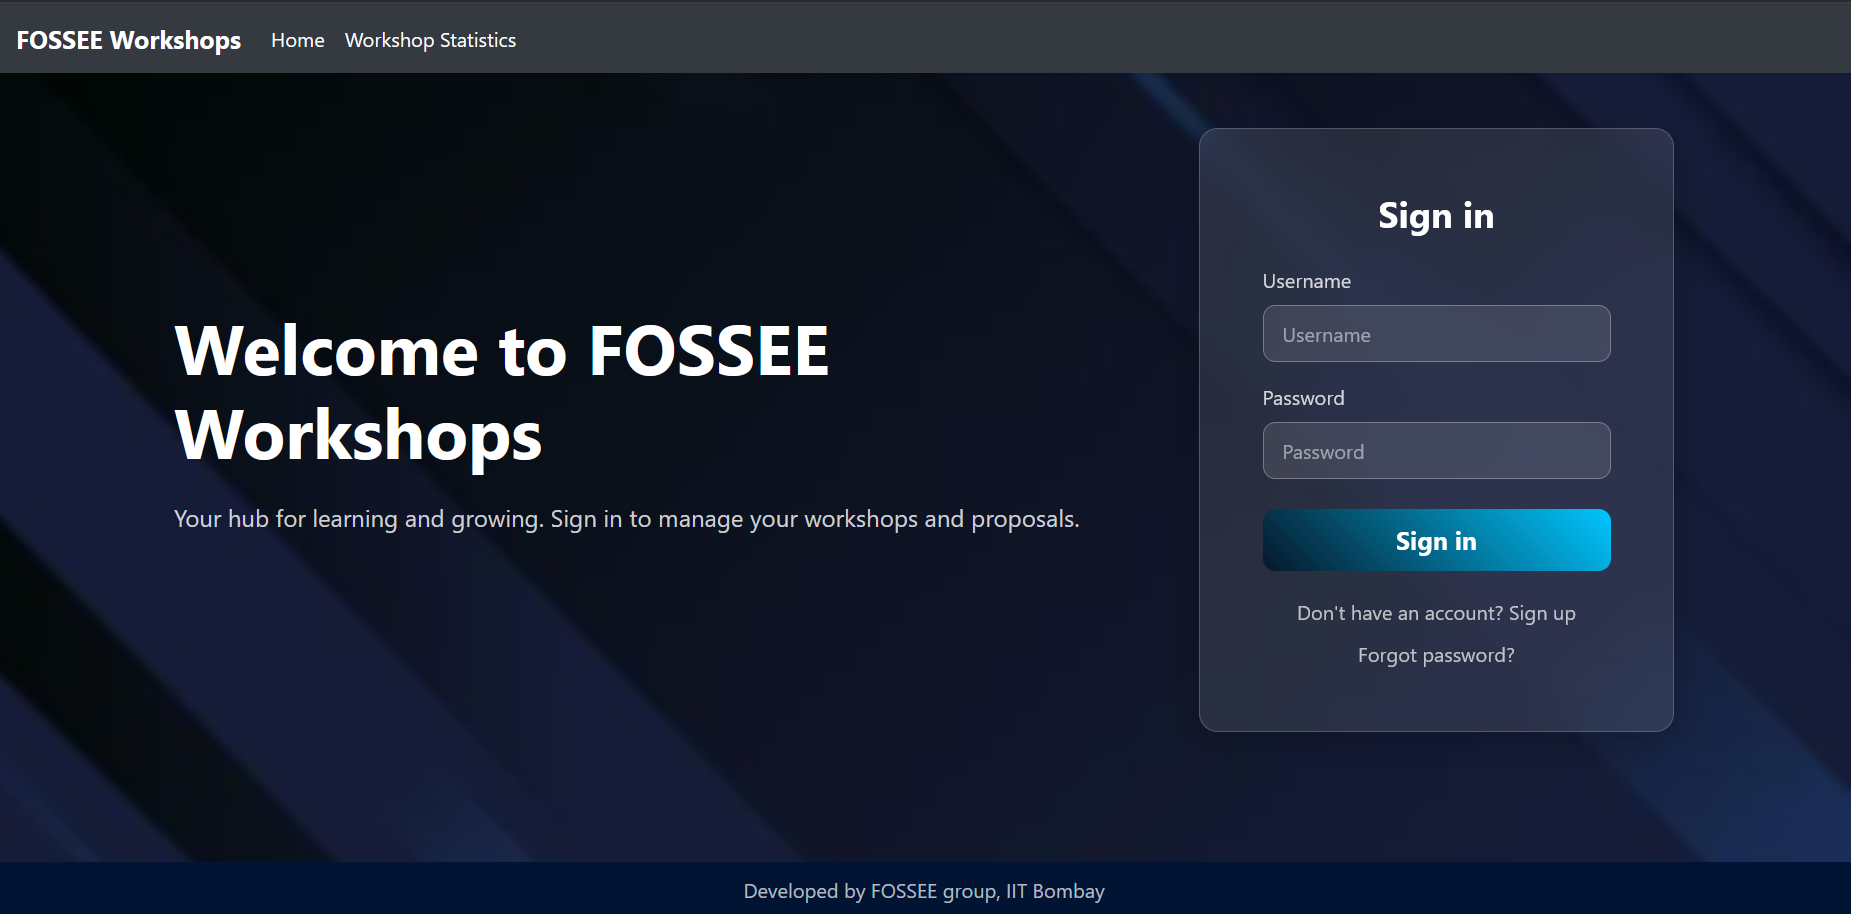 FOSSEE Workshops Home Workshop Statistics
Welcome to FOSSEE
Workshops
Your hub for learning and growing. Sign in to manage your workshops and proposals.
Sign in
Username
Username
Password
Password
Sign in
Don't have an account? Sign up
Forgot password?
Developed by FOSSEE group, IIT Bombay